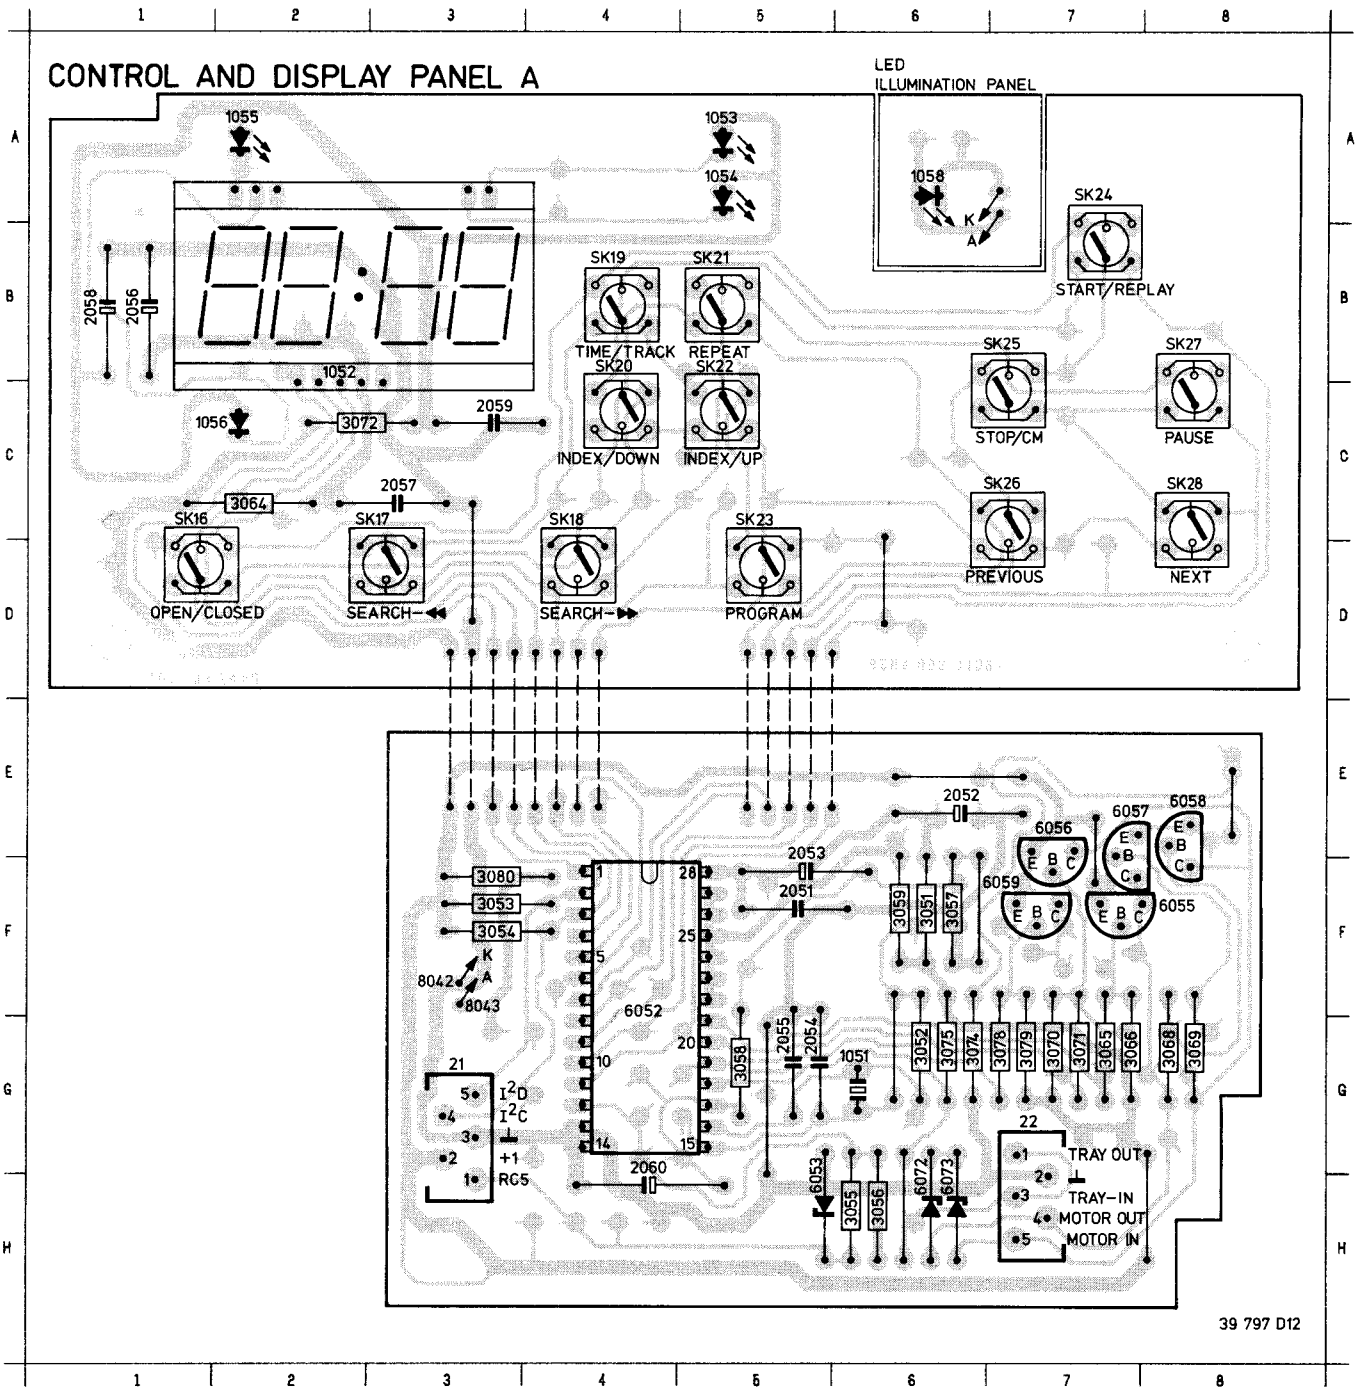 1 2 3 4 5 6 7 8
CONTROL AND DISPLAY PANEL A
LED
ILLUMINATION PANEL
A A
1055 1053
1054 1058
K
A
SK24
START/REPLAY
B B
2058 2056
SK19 SK21
TIME/TRACK REPEAT
SK25 SK27
STOP/CM PAUSE
1052
SK20 SK22
INDEX/DOWN INDEX/UP
1056 3072 2059
C C
3064 2057
SK16 SK17 SK18 SK23
OPEN/CLOSED SEARCH-◀◀ SEARCH-▶▶ PROGRAM
SK26 SK28
PREVIOUS NEXT
D D
E E
2052
6056 6057 6058
E B C
E B C
E B C
2053
2051
3080
3053
3054
1 28
25
5
3059 3051 3057
6059
E B C
E B C
6055
F F
K
A
8042
8043
6052
20
10
14 15
3058 2055 2054 1051
3052 3075 3074 3078 3079 3070 3071 3065 3066 3068 3069
G G
21
5 I²D
4 I²C
3 ⊥
2 +1
1 RC5
2060
6053 3055 3056 6072 6073
22
1 TRAY OUT
2 ⊥
3 TRAY-IN
4 MOTOR OUT
5 MOTOR IN
H H
39 797 D12
1 2 3 4 5 6 7 8